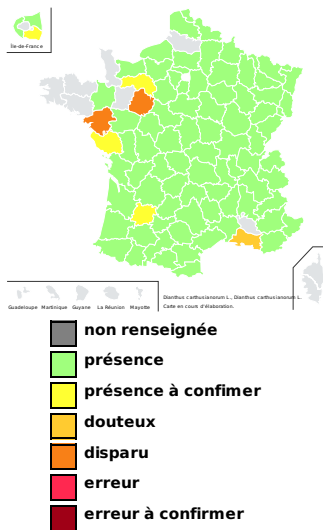 Île-de-France
Guadeloupe Martinique Guyane La Réunion Mayotte
Dianthus carthusianorum L., Dianthus carthusianorum L.
Carte en cours d'élaboration.
non renseignée
présence
présence à confimer
douteux
disparu
erreur
erreur à confirmer